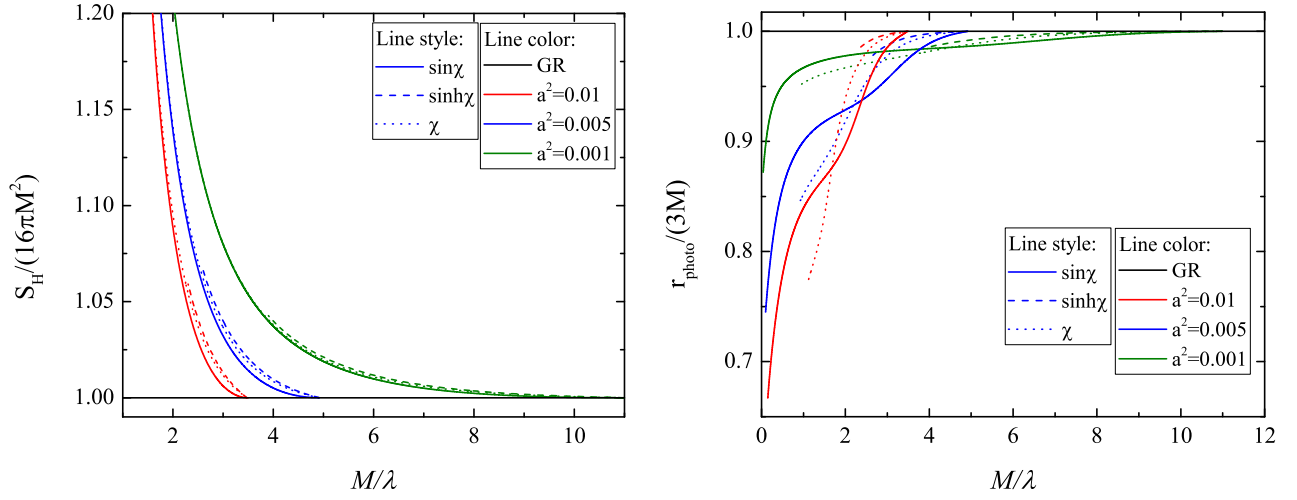 1.20
1.15
1.10
1.05
1.00
S_H/(16πM²)
2 4 6 8 10
M/λ
Line style:
sinχ
sinhχ
χ
Line color:
GR
a²=0.01
a²=0.005
a²=0.001
1.0
0.9
0.8
0.7
r_photo/(3M)
0 2 4 6 8 10 12
M/λ
Line style:
sinχ
sinhχ
χ
Line color:
GR
a²=0.01
a²=0.005
a²=0.001